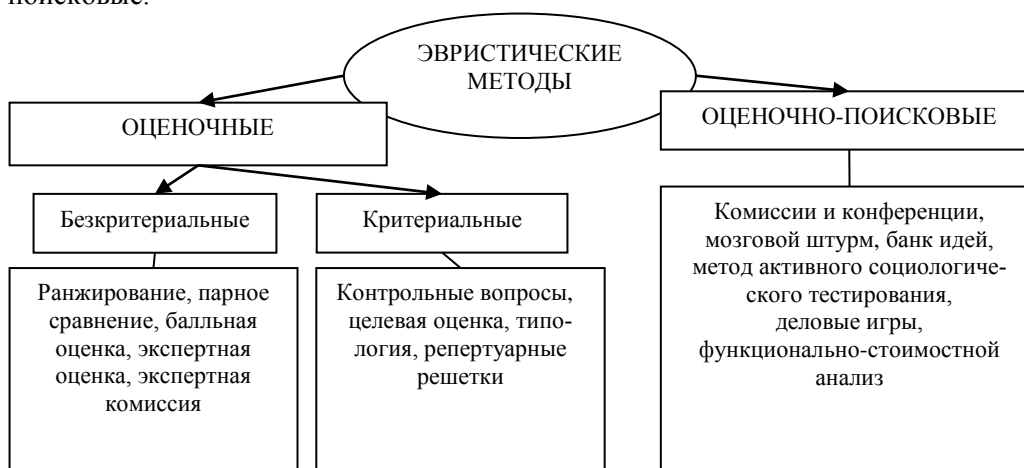 поисковые.
ЭВРИСТИЧЕСКИЕ
МЕТОДЫ
ОЦЕНОЧНЫЕ
ОЦЕНОЧНО-ПОИСКОВЫЕ
Безкритериальные
Критериальные
Ранжирование, парное
сравнение, балльная
оценка, экспертная
оценка, экспертная
комиссия
Контрольные вопросы,
целевая оценка, типо-
логия, репертуарные
решетки
Комиссии и конференции,
мозговой штурм, банк идей,
метод активного социологиче-
ского тестирования,
деловые игры,
функционально-стоимостной
анализ